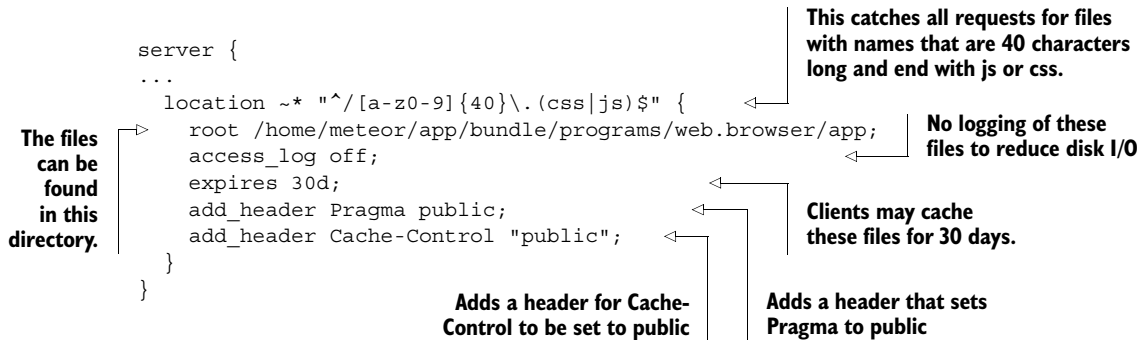 This catches all requests for files
with names that are 40 characters
long and end with js or css.
server {
...
location ~* "^/[a-z0-9]{40}\.(css|js)$" {
The files
can be
found
in this
directory.
root /home/meteor/app/bundle/programs/web.browser/app;
No logging of these
files to reduce disk I/O
access_log off;
expires 30d;
Clients may cache
these files for 30 days.
add_header Pragma public;
add_header Cache-Control "public";
}
}
Adds a header for Cache-
Control to be set to public
Adds a header that sets
Pragma to public